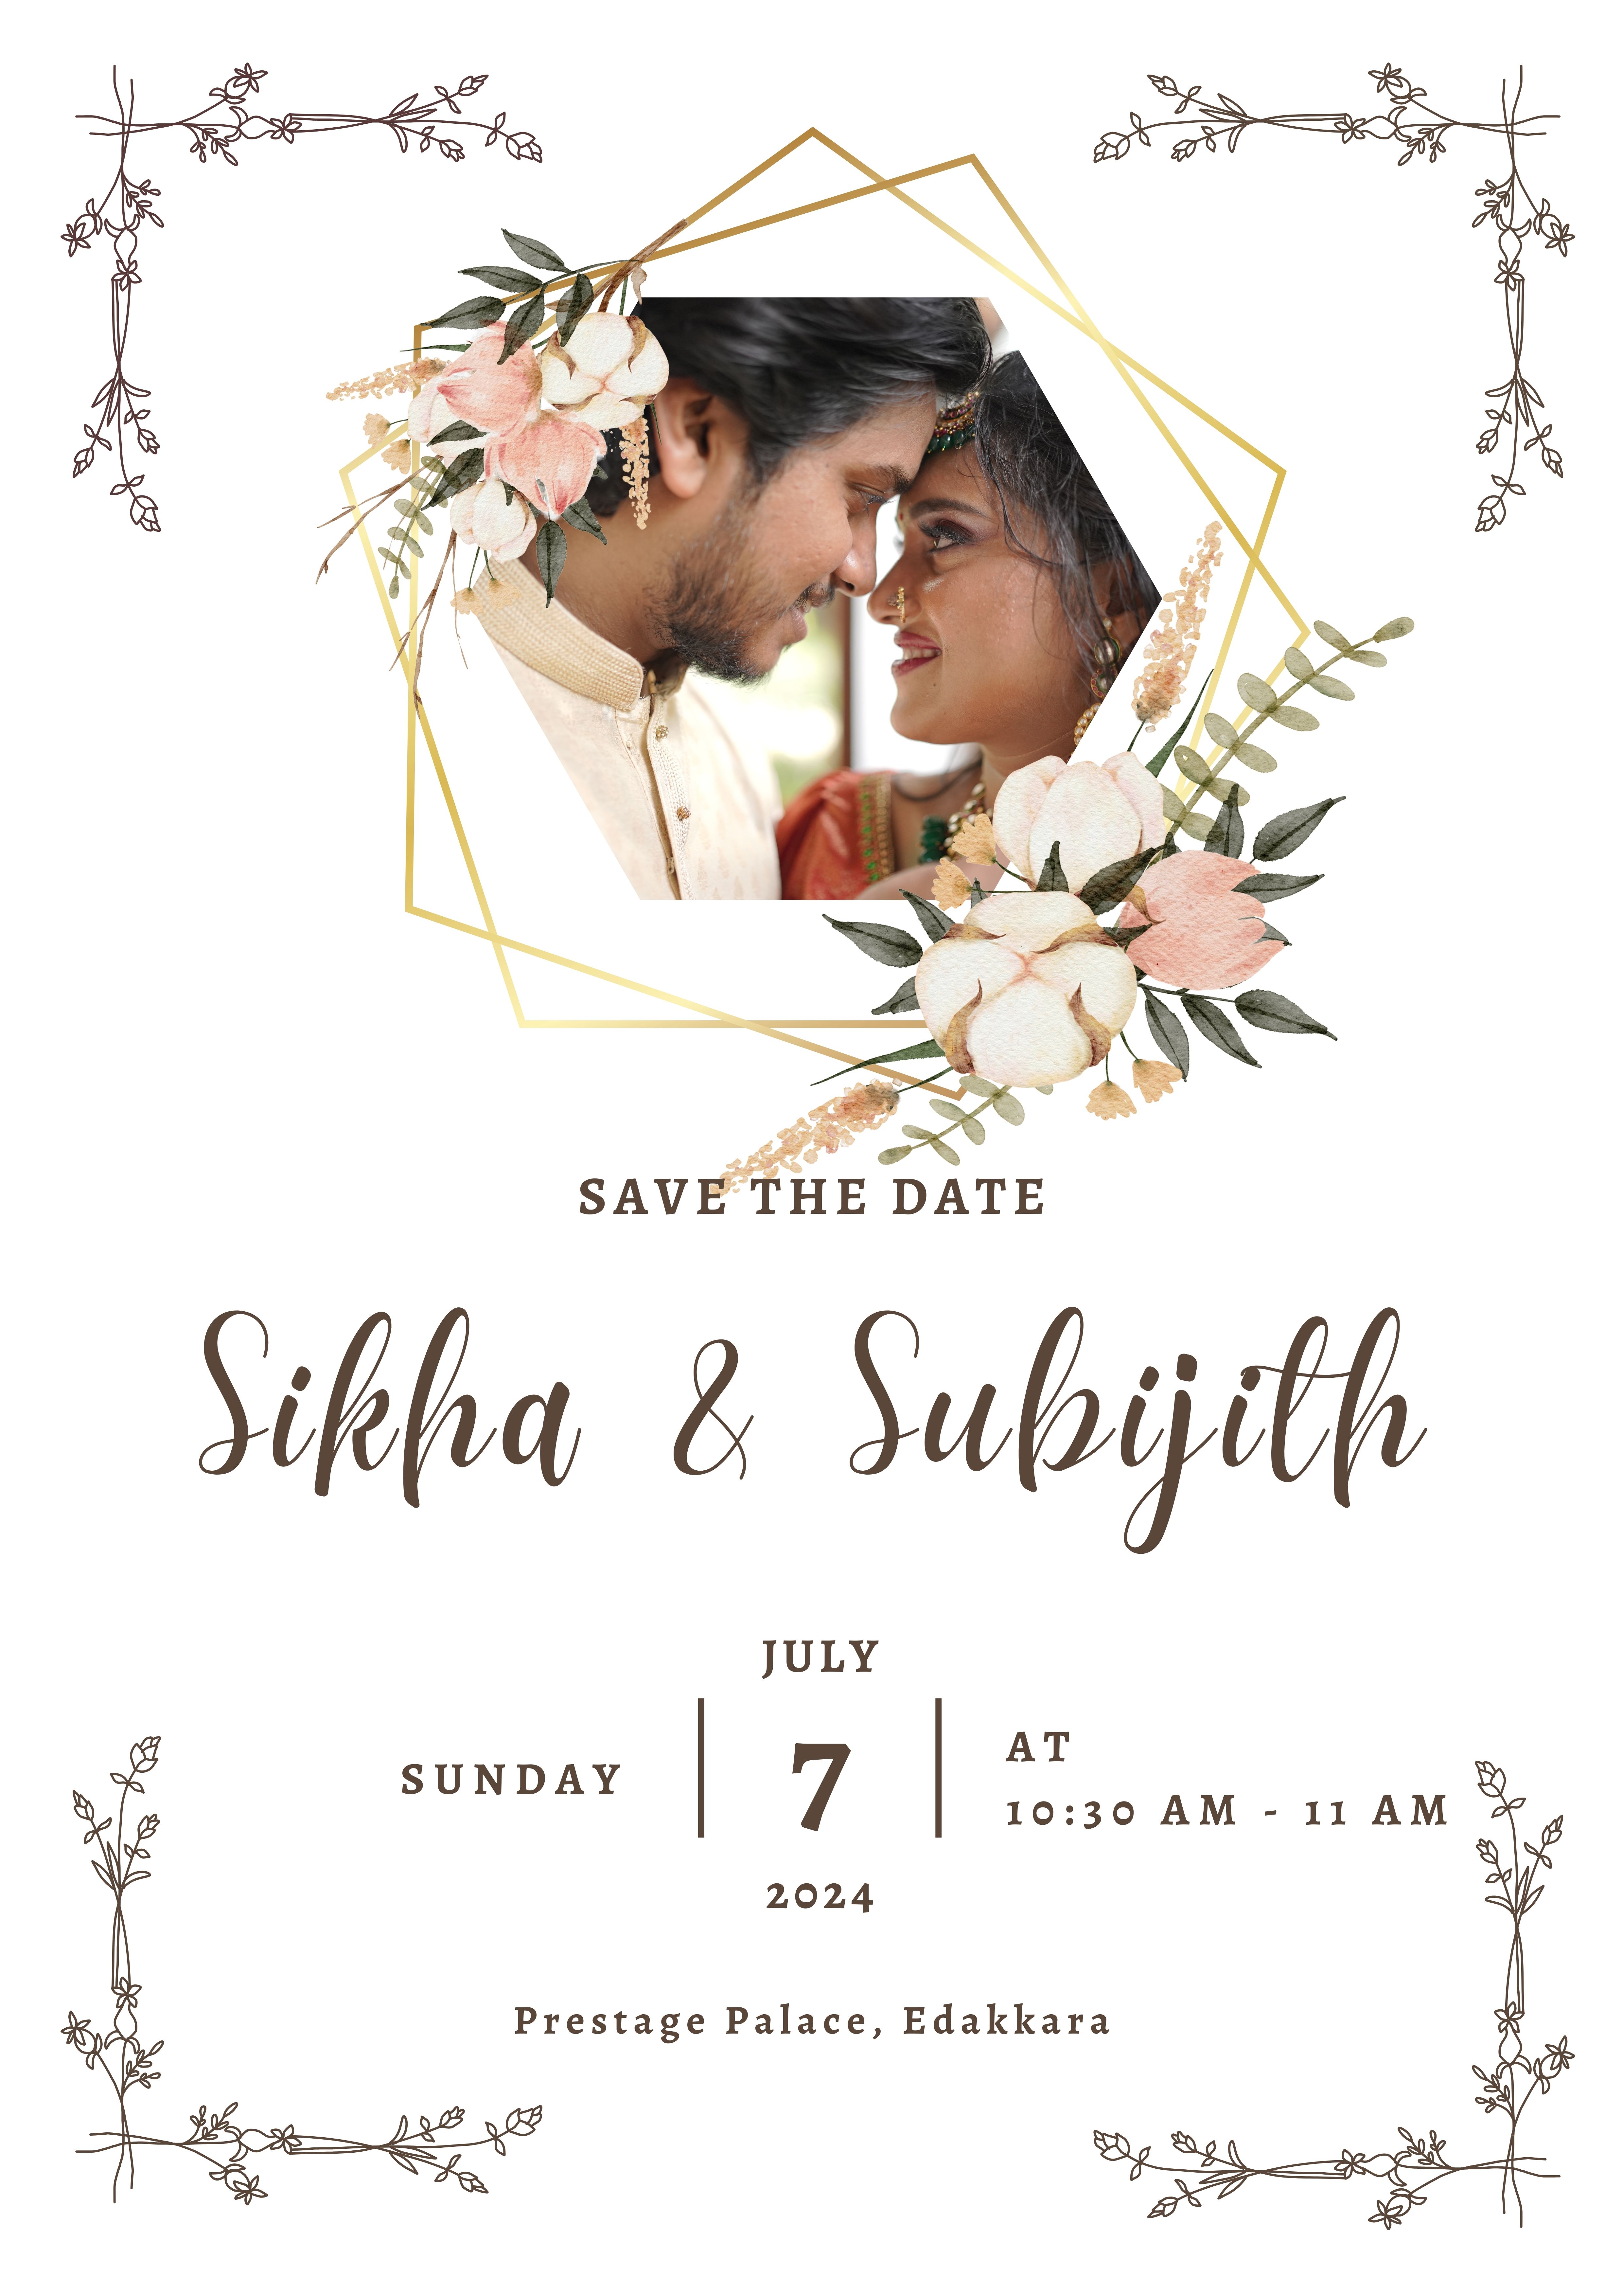 SAVE THE DATE
Sikha & Subijith
JULY
SUNDAY
7
AT
10:30 AM - 11 AM
2024
Prestage Palace, Edakkara